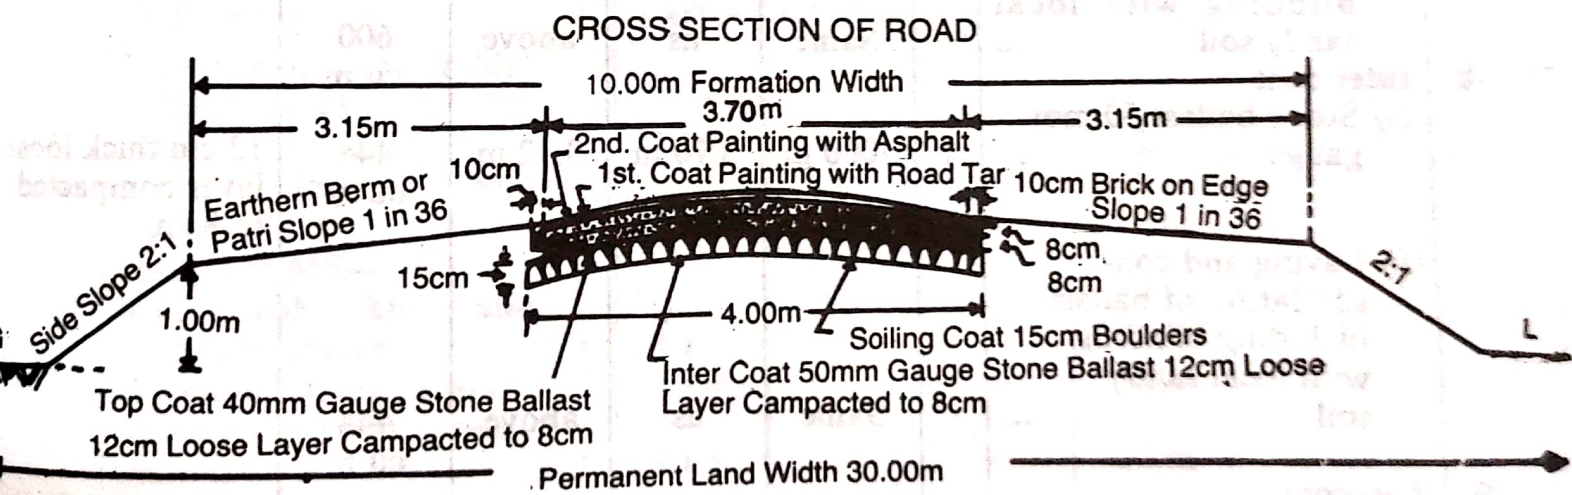 CROSS SECTION OF ROAD
10.00m Formation Width
3.15m
3.70m
3.15m
2nd. Coat Painting with Asphalt
10cm
1st. Coat Painting with Road Tar
10cm Brick on Edge
Slope 1 in 36
Earthern Berm or
Patri Slope 1 in 36
Side Slope 2:1
15cm
8cm.
8cm
2:1
1.00m
4.00m
L
Soiling Coat 15cm Boulders
Inter Coat 50mm Gauge Stone Ballast 12cm Loose
Layer Campacted to 8cm
Top Coat 40mm Gauge Stone Ballast
12cm Loose Layer Campacted to 8cm
Permanent Land Width 30.00m